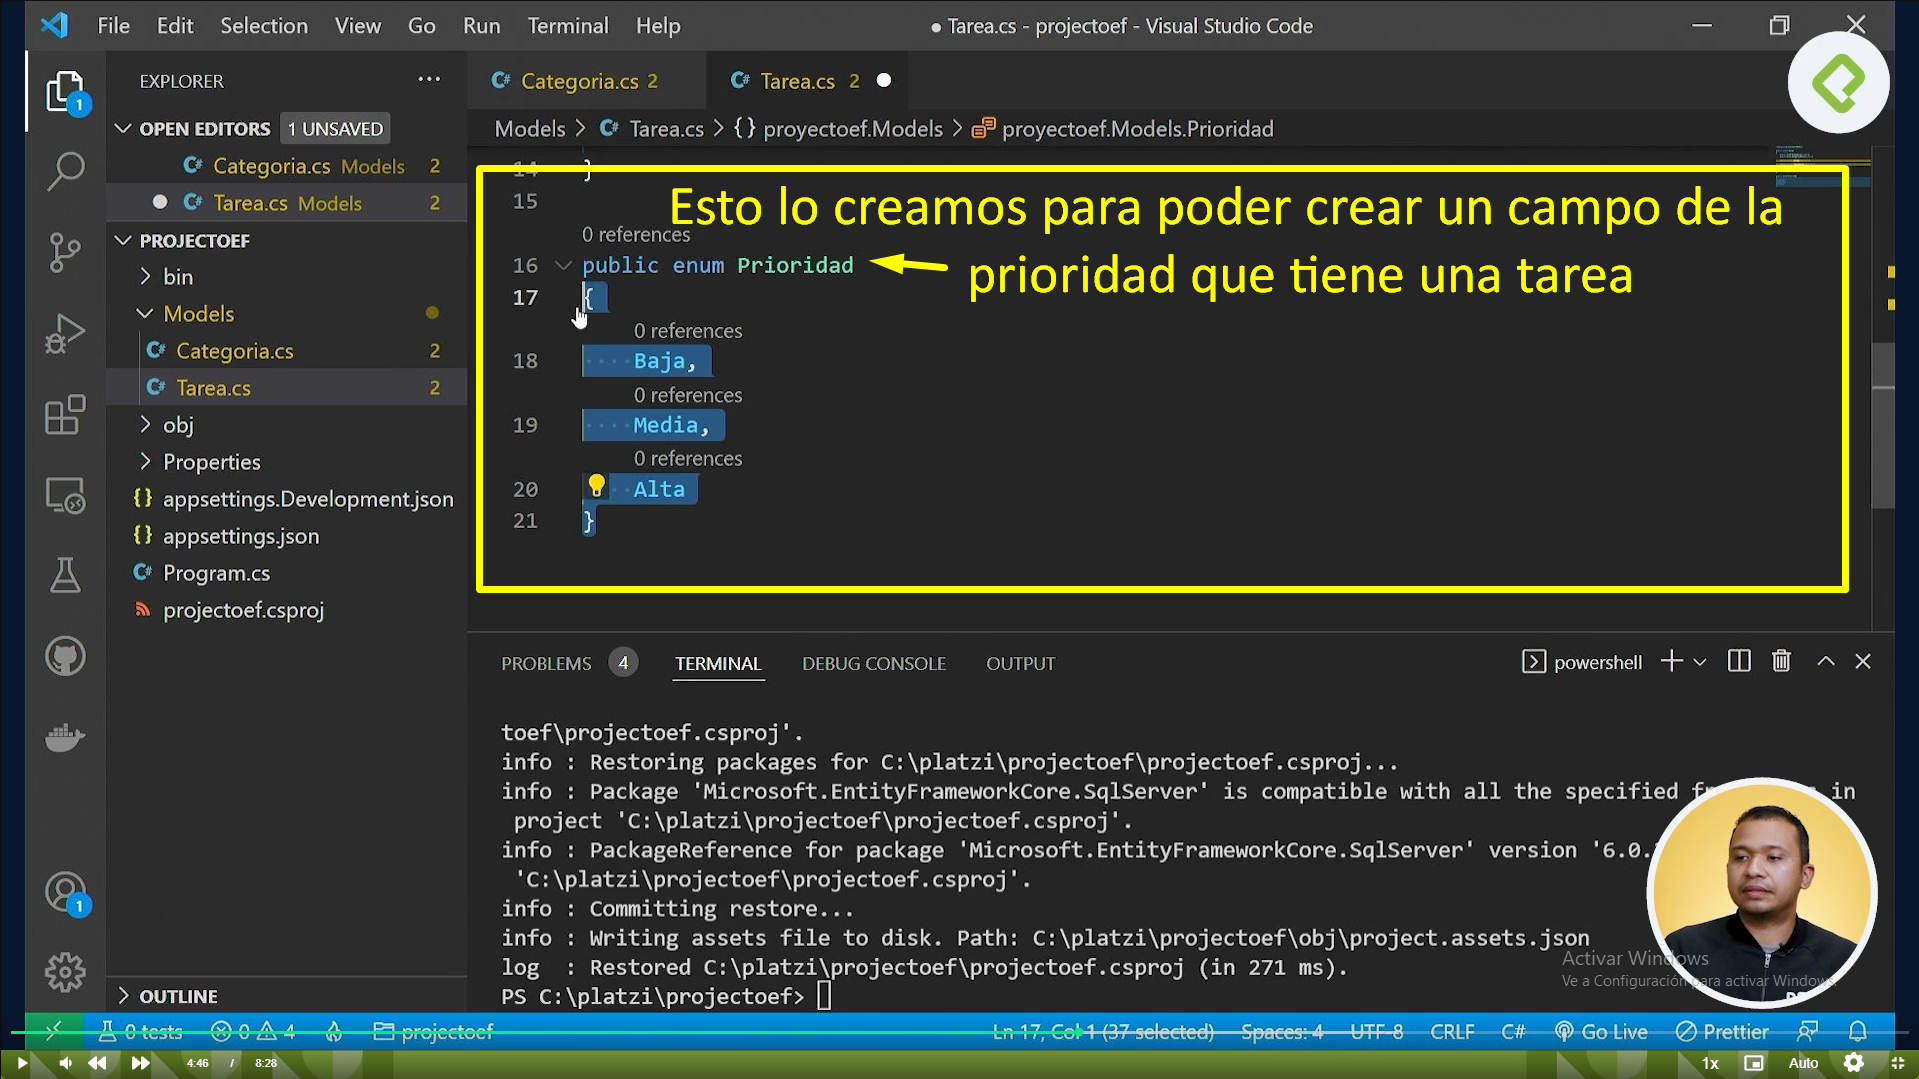 File Edit Selection View Go Run Terminal Help
● Tarea.cs - projectoef - Visual Studio Code
EXPLORER
OPEN EDITORS 1 UNSAVED
Categoria.cs Models 2
Tarea.cs Models 2
PROJECTOEF
bin
Models
Categoria.cs 2
Tarea.cs 2
obj
Properties
appsettings.Development.json
appsettings.json
Program.cs
projectoef.csproj
OUTLINE
1
1
Categoria.cs 2
Tarea.cs 2
Models > Tarea.cs > {} proyectoef.Models > proyectoef.Models.Prioridad
14 }
15
Esto lo creamos para poder crear un campo de la
prioridad que tiene una tarea
0 references
16 public enum Prioridad
17 {
0 references
18 Baja,
0 references
19 Media,
0 references
20 Alta
21 }
PROBLEMS 4 TERMINAL DEBUG CONSOLE OUTPUT
powershell
toef\projectoef.csproj'.
info : Restoring packages for C:\platzi\projectoef\projectoef.csproj...
info : Package 'Microsoft.EntityFrameworkCore.SqlServer' is compatible with all the specified in
project 'C:\platzi\projectoef\projectoef.csproj'.
info : PackageReference for package 'Microsoft.EntityFrameworkCore.SqlServer' version '6.0.
'C:\platzi\projectoef\projectoef.csproj'.
info : Committing restore...
info : Writing assets file to disk. Path: C:\platzi\projectoef\obj\project.assets.json
log : Restored C:\platzi\projectoef\projectoef.csproj (in 271 ms).
PS C:\platzi\projectoef>
Activar Windows
Ve a Configuración para activar Windows.
0 tests 0 4 projectoef
Ln 17, Col 1 (37 selected) Spaces: 4 UTF-8 CRLF C# Go Live Prettier
4:46 / 8:28
1x Auto